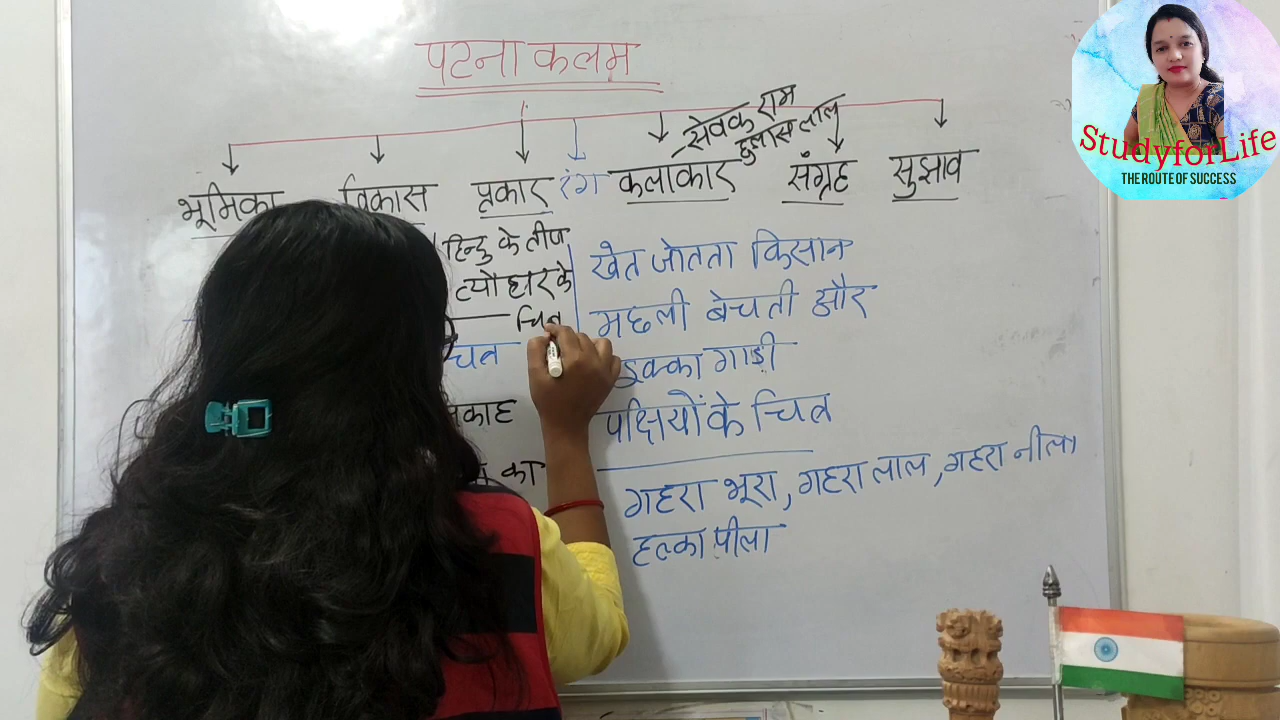 पटना कलम
सेवक राम
हुलास लाल
भूमिका विकास प्रकार रंग कलाकार संग्रह सुझाव
हिन्दु के तीज
त्यौहार के
चित्र
चित्र
का
खेत जोतता किसान
मछली बेचती औरत
इक्का गाड़ी
पक्षियों के चित्र
गहरा भूरा, गहरा लाल, गहरा नीला
हल्का पीला
StudyforLife
THE ROUTE OF SUCCESS